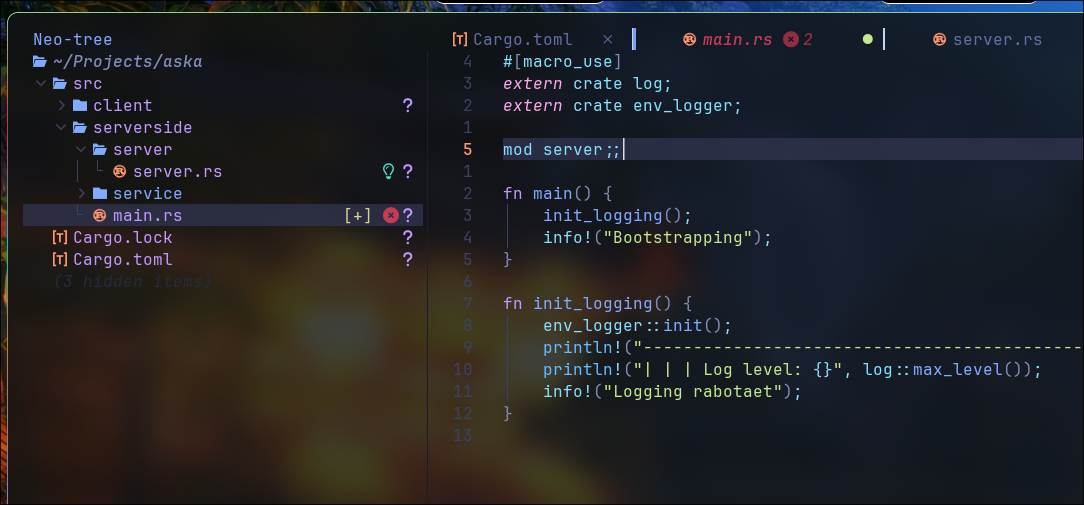 Neo-tree
~/Projects/aska
src
client ?
serverside
server
server.rs ?
service
main.rs [+] ?
Cargo.lock ?
Cargo.toml ?
(3 hidden items)
Cargo.toml × main.rs 2 server.rs
4 #[macro_use]
3 extern crate log;
2 extern crate env_logger;
1
5 mod server;;
1
2 fn main() {
3 init_logging();
4 info!("Bootstrapping");
5 }
6
7 fn init_logging() {
8 env_logger::init();
9 println!("--------------------------------------------
10 println!("| | | Log level: {}", log::max_level());
11 info!("Logging rabotaet");
12 }
13